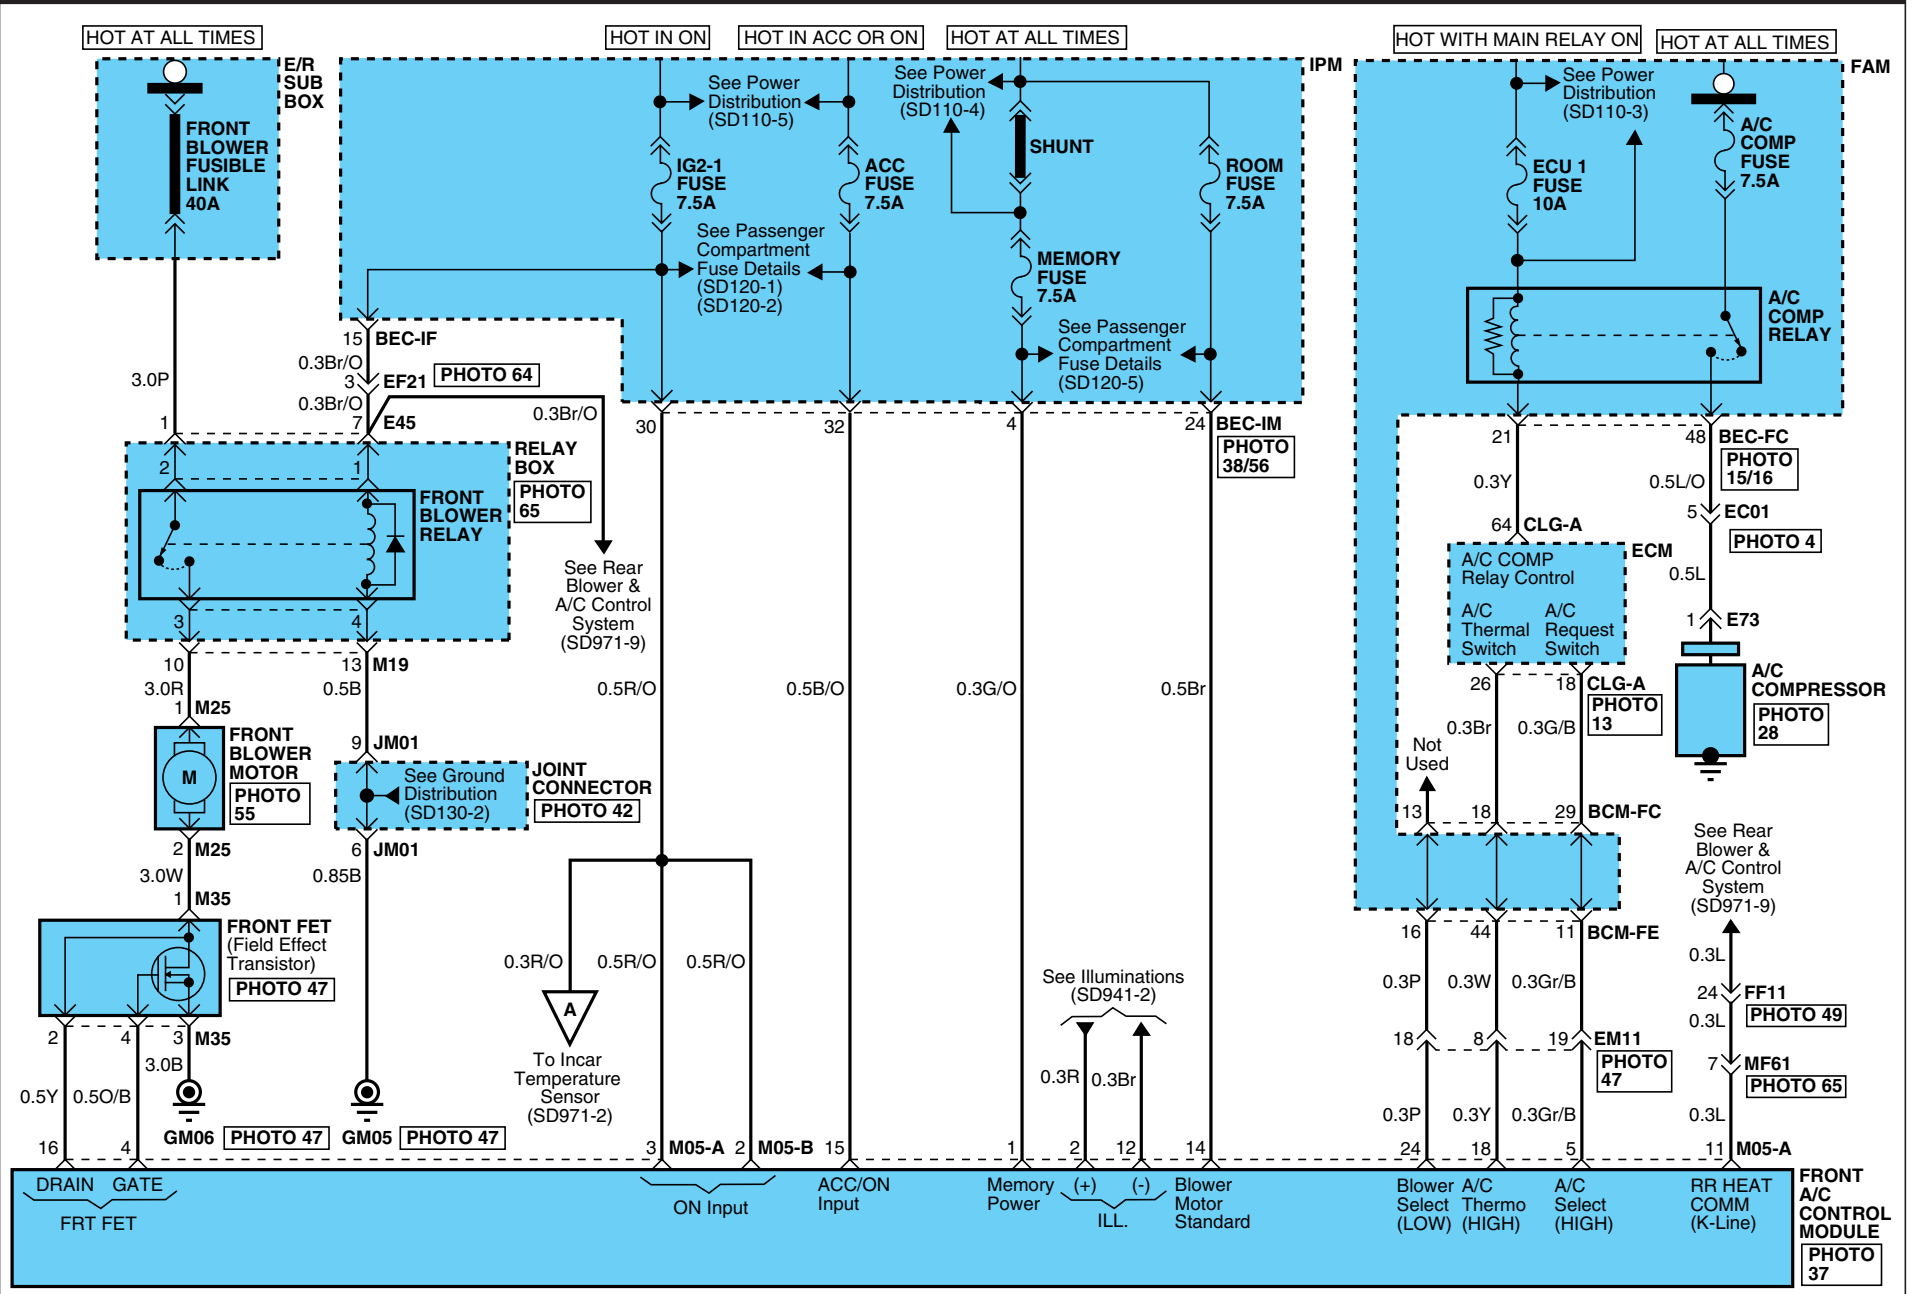 HOT AT ALL TIMES
HOT IN ON
HOT IN ACC OR ON
HOT AT ALL TIMES
HOT WITH MAIN RELAY ON
HOT AT ALL TIMES
E/R
SUB
BOX
FRONT
BLOWER
FUSIBLE
LINK
40A
See Power
Distribution
(SD110-5)
IG2-1
FUSE
7.5A
ACC
FUSE
7.5A
See Passenger
Compartment
Fuse Details
(SD120-1)
(SD120-2)
See Power
Distribution
(SD110-4)
SHUNT
ROOM
FUSE
7.5A
MEMORY
FUSE
7.5A
See Passenger
Compartment
Fuse Details
(SD120-5)
IPM
See Power
Distribution
(SD110-3)
ECU 1
FUSE
10A
A/C
COMP
FUSE
7.5A
FAM
A/C
COMP
RELAY
15 BEC-IF
0.3Br/O
3 EF21 PHOTO 64
0.3Br/O
7 E45
0.3Br/O
3.0P
1
30
32
4
24 BEC-IM
PHOTO
38/56
21
48 BEC-FC
PHOTO
15/16
RELAY
BOX
PHOTO
65
2
1
FRONT
BLOWER
RELAY
3
4
See Rear
Blower &
A/C Control
System
(SD971-9)
0.3Y
0.5L/O
64 CLG-A
5 EC01
PHOTO 4
ECM
A/C COMP
Relay Control
A/C
Thermal
Switch
A/C
Request
Switch
0.5L
1 E73
A/C
COMPRESSOR
PHOTO
28
10
13 M19
3.0R
0.5B
0.5R/O
0.5B/O
0.3G/O
0.5Br
26
18 CLG-A
PHOTO
13
0.3Br
0.3G/B
1 M25
FRONT
BLOWER
MOTOR
PHOTO
55
M
9 JM01
See Ground
Distribution
(SD130-2)
JOINT
CONNECTOR
PHOTO 42
Not
Used
13
18
29 BCM-FC
2 M25
6 JM01
3.0W
0.85B
1 M35
FRONT FET
(Field Effect
Transistor)
PHOTO 47
See Rear
Blower &
A/C Control
System
(SD971-9)
16
44
11 BCM-FE
0.3R/O
0.5R/O
0.5R/O
See Illuminations
(SD941-2)
0.3P
0.3W
0.3Gr/B
0.3L
24 FF11
PHOTO 49
0.3L
A
To Incar
Temperature
Sensor
(SD971-2)
2
4
3 M35
3.0B
18
8
19 EM11
PHOTO
47
7 MF61
PHOTO 65
0.5Y
0.5O/B
0.3R
0.3Br
0.3P
0.3Y
0.3Gr/B
0.3L
GM06 PHOTO 47
GM05 PHOTO 47
16
4
3 M05-A
2 M05-B
15
1
2
12
14
24
18
5
11 M05-A
DRAIN GATE
FRT FET
ON Input
ACC/ON
Input
Memory
Power
(+) (-)
ILL.
Blower
Motor
Standard
Blower
Select
(LOW)
A/C
Thermo
(HIGH)
A/C
Select
(HIGH)
RR HEAT
COMM
(K-Line)
FRONT
A/C
CONTROL
MODULE
PHOTO
37